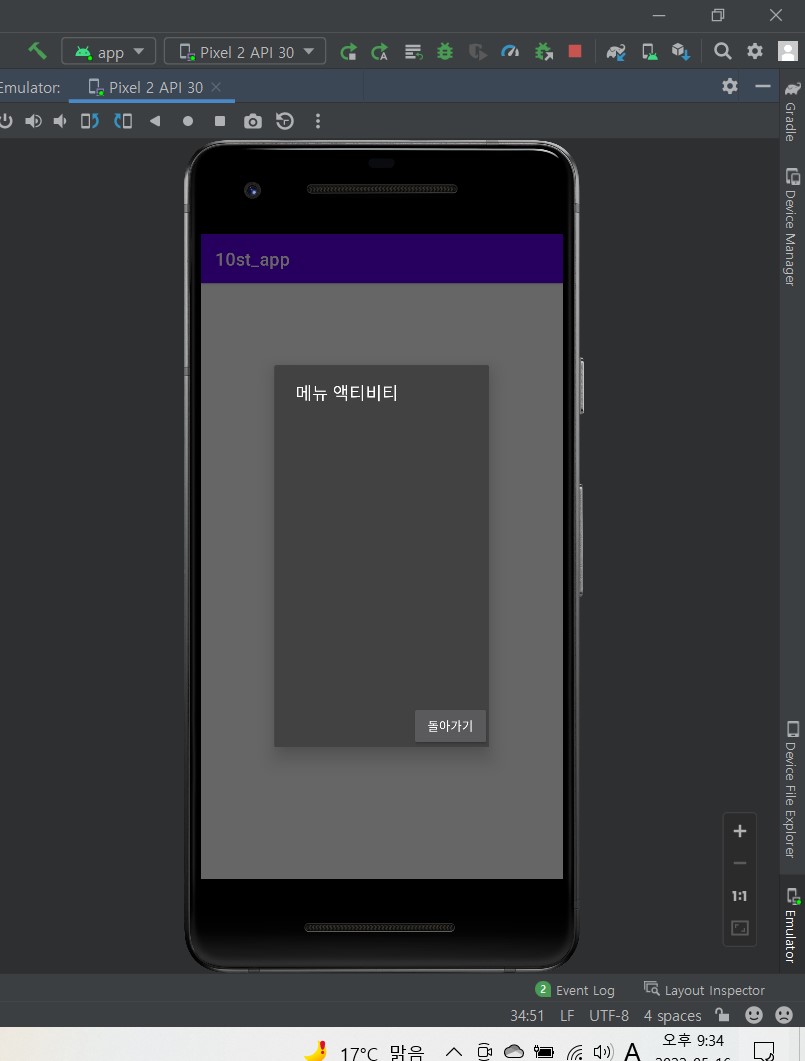 app
Pixel 2 API 30
Emulator:
Pixel 2 API 30
Gradle
Device Manager
10st_app
메뉴 액티비티
돌아가기
Device File Explorer
1:1
Emulator
2 Event Log
Layout Inspector
34:51 LF UTF-8 4 spaces
17°C 맑음
A
오후 9:34